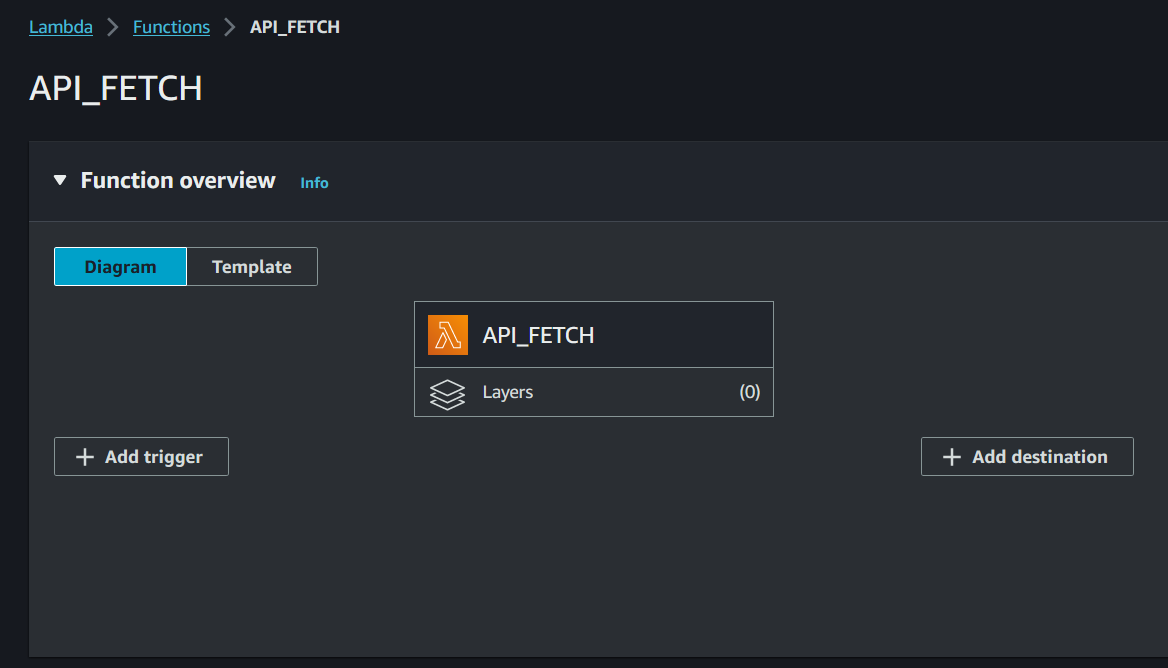 Lambda > Functions > API_FETCH
API_FETCH
Function overview Info
Diagram Template
API_FETCH
Layers (0)
+ Add trigger
+ Add destination